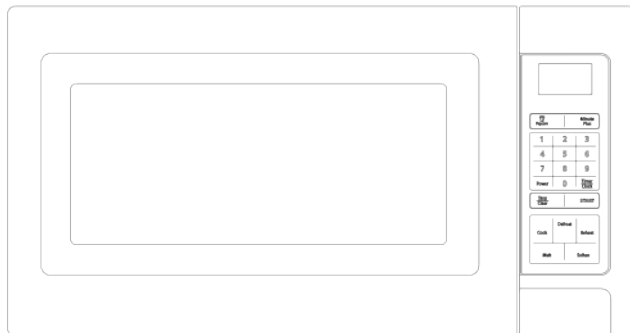 Popcorn
Minute
Plus
1 2 3
4 5 6
7 8 9
Power 0 Timer
Clock
Stop
Clear START
Defrost
Cook Reheat
Melt Soften